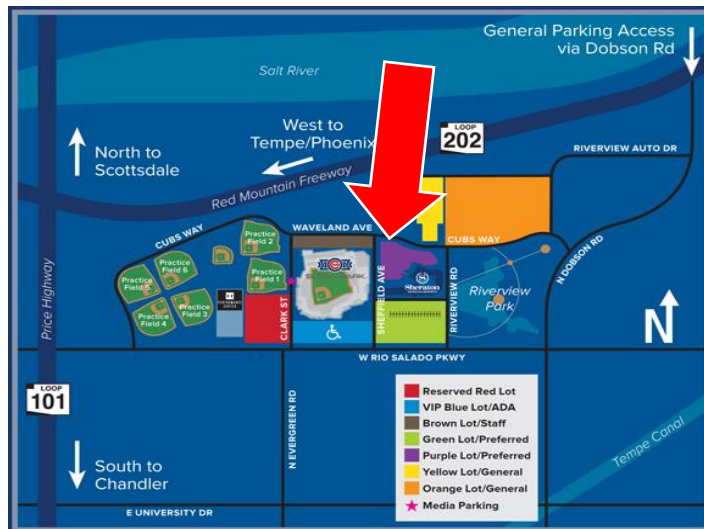 General Parking Access
via Dobson Rd
Salt River
LOOP
202
West to
Tempe/Phoenix
North to
Scottsdale
RIVERVIEW AUTO DR
Red Mountain Freeway
WAVELAND AVE
CUBS WAY
CUBS WAY
N DOBSON RD
Practice
Field 2
Practice
Field 6
Practice
Field 1
Practice
Field 5
Practice
Field 3
Practice
Field 4
Sheraton
SHEFFIELD AVE
RIVERVIEW RD
Riverview
Park
CLARK ST
Price Highway
N
W RIO SALADO PKWY
LOOP
101
N EVERGREEN RD
Reserved Red Lot
VIP Blue Lot/ADA
Brown Lot/Staff
Green Lot/Preferred
Purple Lot/Preferred
Yellow Lot/General
Orange Lot/General
Media Parking
Tempe Canal
South to
Chandler
E UNIVERSITY DR